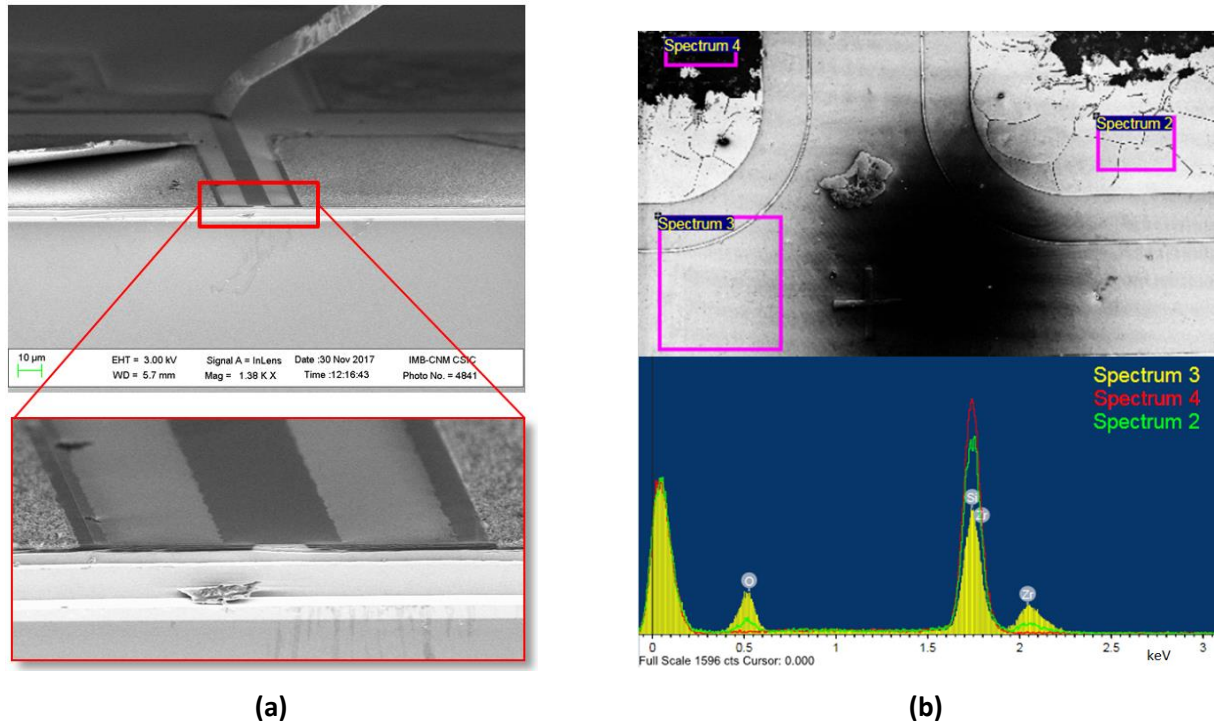 10 µm
EHT = 3.00 kV
Signal A = InLens
Date :30 Nov 2017
IMB-CNM CSIC
WD = 5.7 mm
Mag = 1.38 K X
Time :12:16:43
Photo No. = 4841
(a)
Spectrum 4
Spectrum 2
Spectrum 3
Spectrum 3
Spectrum 4
Spectrum 2
Si
Zr
O
Zr
0 0.5 1 1.5 2 2.5 3
Full Scale 1596 cts Cursor: 0.000
keV
(b)